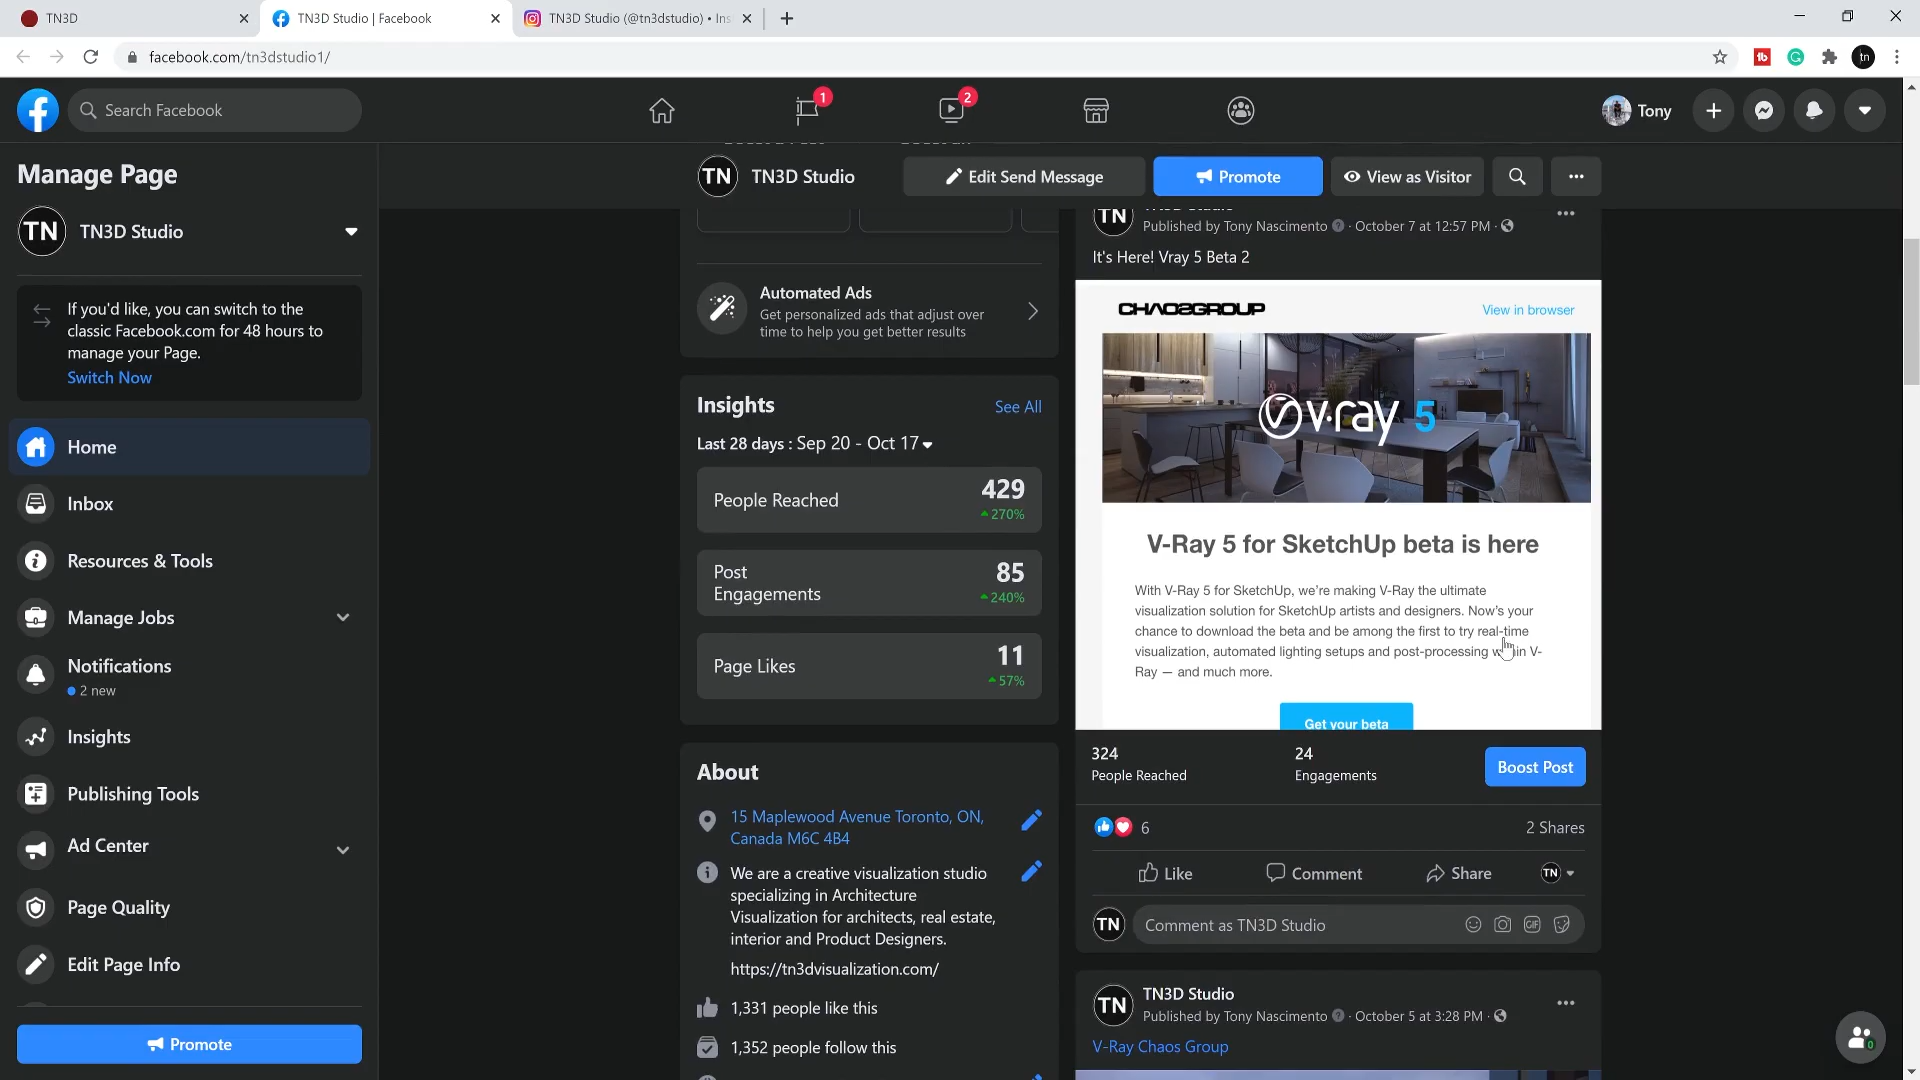 TN3D
TN3D Studio | Facebook
TN3D Studio (@tn3dstudio) • Ins
facebook.com/tn3dstudio1/
tb
tn
Search Facebook
1
2
Tony
Manage Page
TN TN3D Studio
If you'd like, you can switch to the
classic Facebook.com for 48 hours to
manage your Page.
Switch Now
Home
Inbox
Resources & Tools
Manage Jobs
Notifications
2 new
Insights
Publishing Tools
Ad Center
Page Quality
Edit Page Info
Promote
TN TN3D Studio
Edit Send Message
Promote
View as Visitor
Automated Ads
Get personalized ads that adjust over
time to help you get better results
Insights
See All
Last 28 days : Sep 20 - Oct 17
People Reached 429
270%
Post
Engagements
85
240%
Page Likes 11
57%
About
15 Maplewood Avenue Toronto, ON,
Canada M6C 4B4
We are a creative visualization studio
specializing in Architecture
Visualization for architects, real estate,
interior and Product Designers.
https://tn3dvisualization.com/
1,331 people like this
1,352 people follow this
TN
Published by Tony Nascimento · October 7 at 12:57 PM ·
It's Here! Vray 5 Beta 2
CHAOSGROUP
View in browser
v·ray 5
V-Ray 5 for SketchUp beta is here
With V-Ray 5 for SketchUp, we're making V-Ray the ultimate
visualization solution for SketchUp artists and designers. Now's your
chance to download the beta and be among the first to try real-time
visualization, automated lighting setups and post-processing within V-
Ray — and much more.
Get your beta
324
People Reached
24
Engagements
Boost Post
6
2 Shares
Like
Comment
Share
TN
TN
Comment as TN3D Studio
GIF
TN
TN3D Studio
Published by Tony Nascimento · October 5 at 3:28 PM ·
V-Ray Chaos Group
0